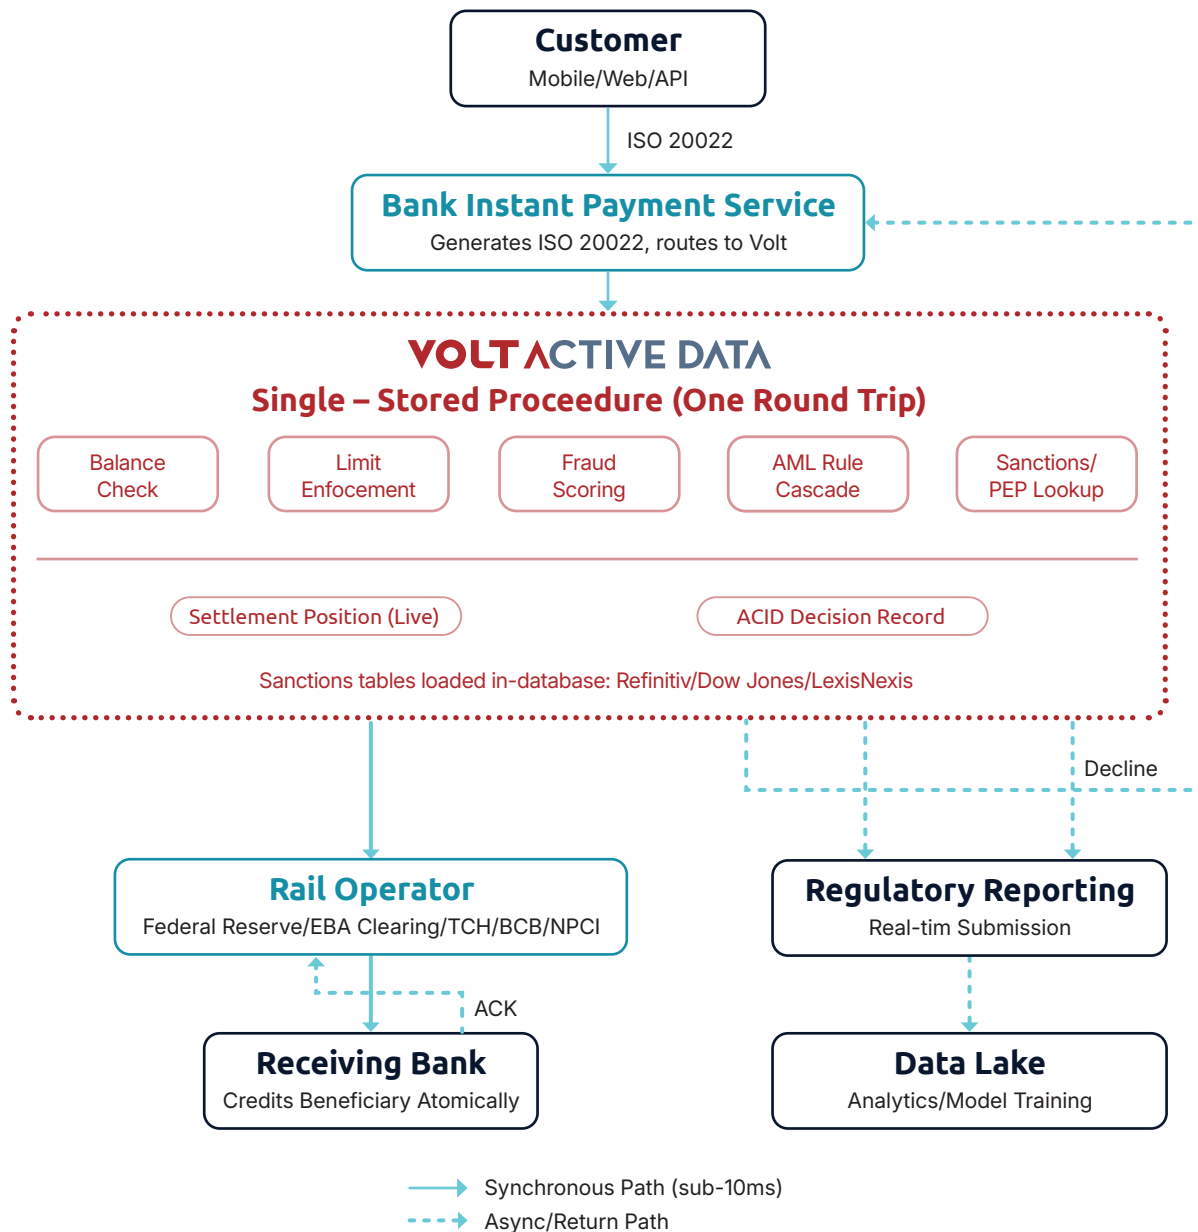 Customer
Mobile/Web/API
ISO 20022
Bank Instant Payment Service
Generates ISO 20022, routes to Volt
VOLT ACTIVE DATA
Single – Stored Proceedure (One Round Trip)
Balance
Check
Limit
Enfocement
Fraud
Scoring
AML Rule
Cascade
Sanctions/
PEP Lookup
Settlement Position (Live)
ACID Decision Record
Sanctions tables loaded in-database: Refinitiv/Dow Jones/LexisNexis
Decline
Rail Operator
Federal Reserve/EBA Clearing/TCH/BCB/NPCI
Regulatory Reporting
Real-tim Submission
ACK
Receiving Bank
Credits Beneficiary Atomically
Data Lake
Analytics/Model Training
Synchronous Path (sub-10ms)
Async/Return Path